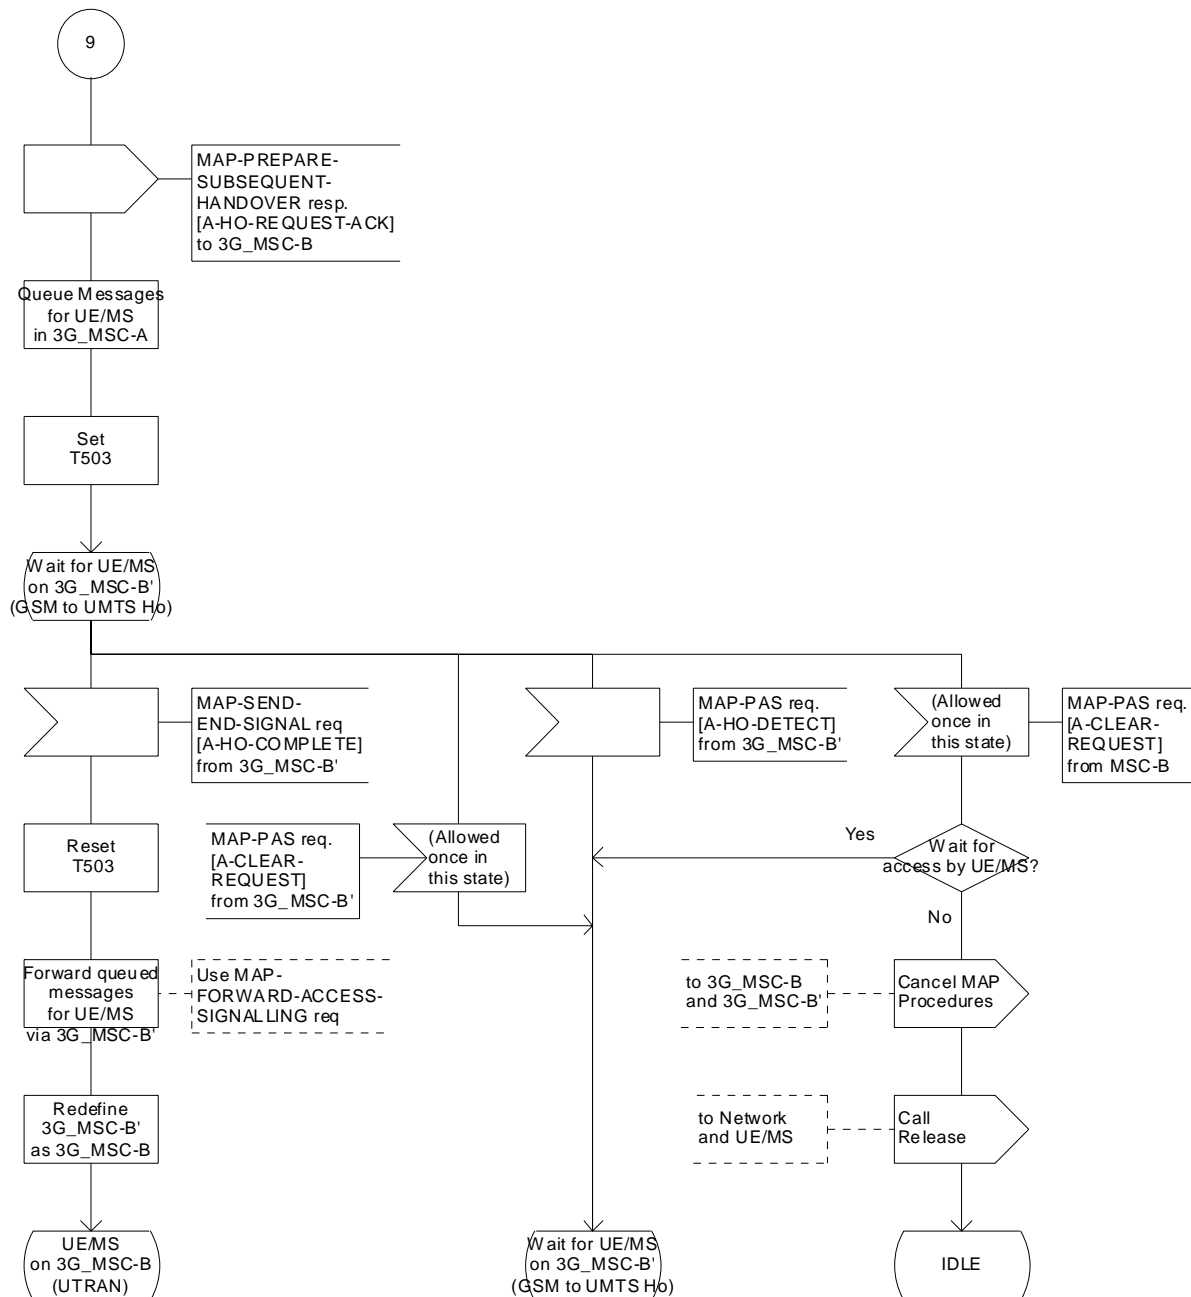 9
MAP-PREPARE-
SUBSEQUENT-
HANDOVER resp.
[A-HO-REQUEST-ACK]
to 3G_MSC-B
Queue Messages
for UE/MS
in 3G_MSC-A
Set
T503
Wait for UE/MS
on 3G_MSC-B'
(GSM to UMTS Ho)
MAP-SEND-
END-SIGNAL req
[A-HO-COMPLETE]
from 3G_MSC-B'
MAP-PAS req.
[A-HO-DETECT]
from 3G_MSC-B'
(Allowed
once in
this state)
MAP-PAS req.
[A-CLEAR-
REQUEST]
from MSC-B
Reset
T503
MAP-PAS req.
[A-CLEAR-
REQUEST]
from 3G_MSC-B'
(Allowed
once in
this state)
Yes
Wait for
access by UE/MS?
No
Forward queued
messages
for UE/MS
via 3G_MSC-B'
Use MAP-
FORWARD-ACCESS-
SIGNALLING req
to 3G_MSC-B
and 3G_MSC-B'
Cancel MAP
Procedures
Redefine
3G_MSC-B'
as 3G_MSC-B
to Network
and UE/MS
Call
Release
UE/MS
on 3G_MSC-B
(UTRAN)
Wait for UE/MS
on 3G_MSC-B'
(GSM to UMTS Ho)
IDLE